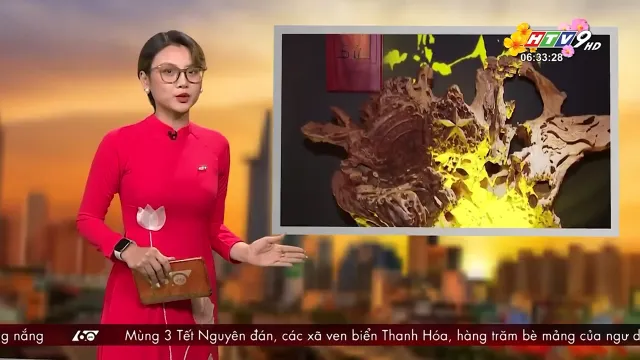 HTV9 HD
06:33:28
g nắng
60 Mùng 3 Tết Nguyên đán, các xã ven biển Thanh Hóa, hàng trăm bè mảng của ngư d